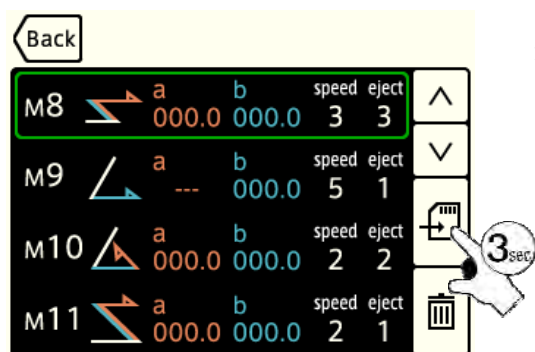 Back
M8 a 000.0 b 000.0 speed 3 eject 3
M9 a --- b 000.0 speed 5 eject 1
M10 a 000.0 b 000.0 speed 2 eject 2
M11 a 000.0 b 000.0 speed 2 eject 1
3sec.